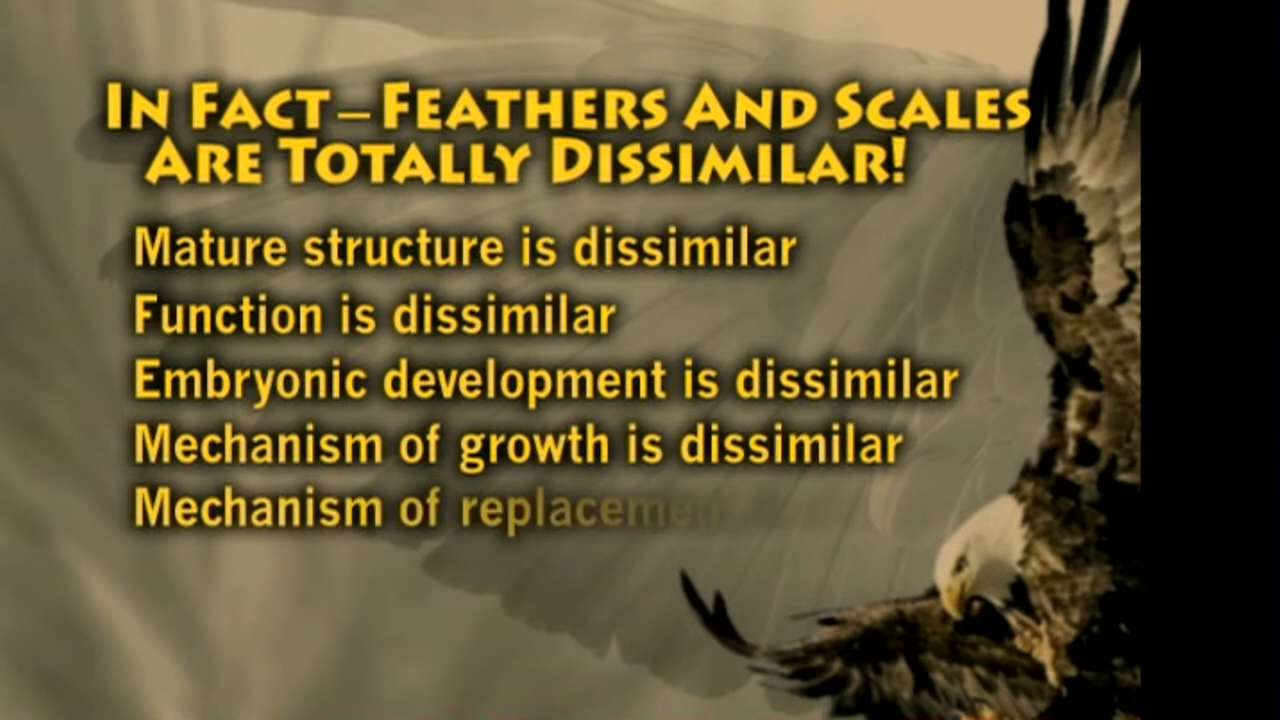 In Fact – Feathers And Scales
Are Totally Dissimilar!
Mature structure is dissimilar
Function is dissimilar
Embryonic development is dissimilar
Mechanism of growth is dissimilar
Mechanism of replacemen